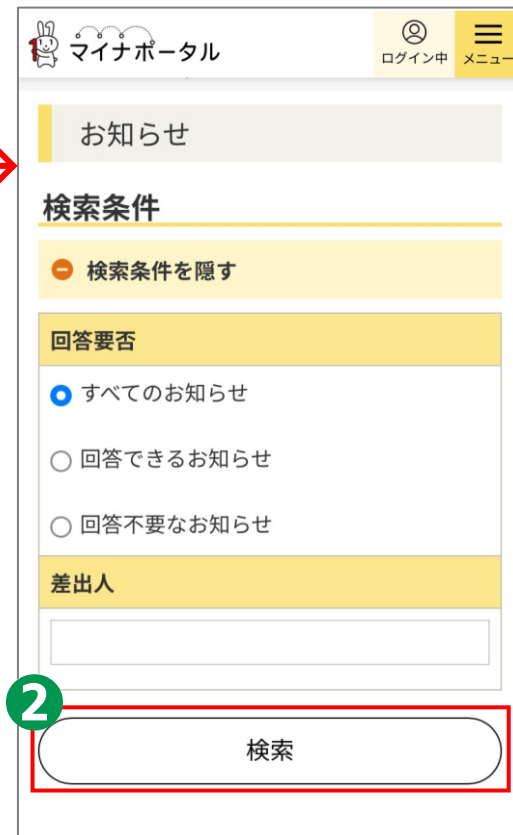 マイナポータル
ログイン中
メニュー
お知らせ
検索条件
検索条件を隠す
回答要否
すべてのお知らせ
回答できるお知らせ
回答不要なお知らせ
差出人
2
検索